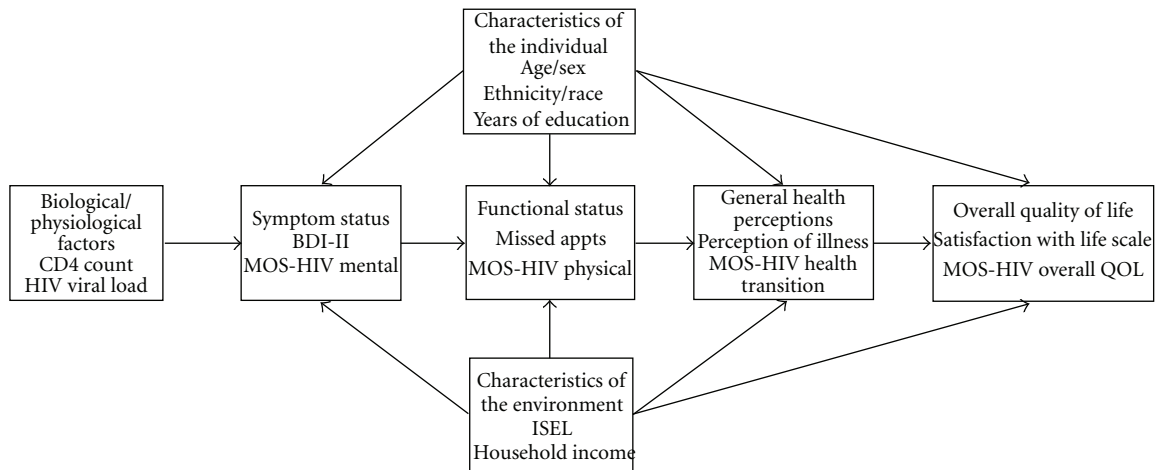 Characteristics of
the individual
Age/sex
Ethnicity/race
Years of education
Biological/
physiological
factors
CD4 count
HIV viral load
Symptom status
BDI-II
MOS-HIV mental
Functional status
Missed appts
MOS-HIV physical
General health
perceptions
Perception of illness
MOS-HIV health
transition
Overall quality of life
Satisfaction with life scale
MOS-HIV overall QOL
Characteristics of
the environment
ISEL
Household income